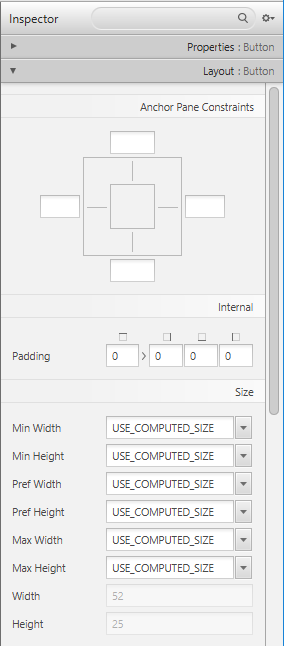 Inspector
Properties : Button
Layout : Button
Anchor Pane Constraints
Internal
Padding 0 0 0 0
Size
Min Width USE_COMPUTED_SIZE
Min Height USE_COMPUTED_SIZE
Pref Width USE_COMPUTED_SIZE
Pref Height USE_COMPUTED_SIZE
Max Width USE_COMPUTED_SIZE
Max Height USE_COMPUTED_SIZE
Width 52
Height 25